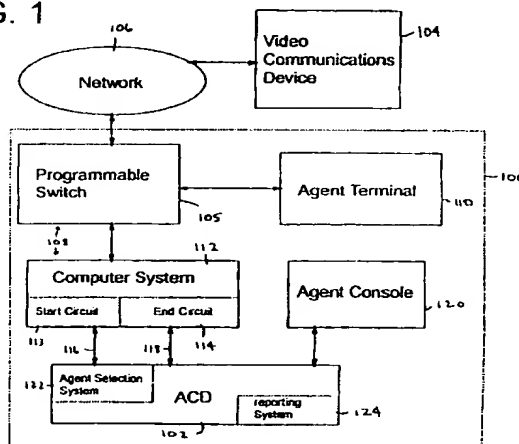 G. 1
106
Network
Video
Communications
Device
104
100
Programmable
Switch
105
Agent Terminal
110
108
112
Computer System
Start Circuit
End Circuit
113
114
Agent Console
120
116
118
122
Agent Selection
System
ACD
reporting
System
124
102